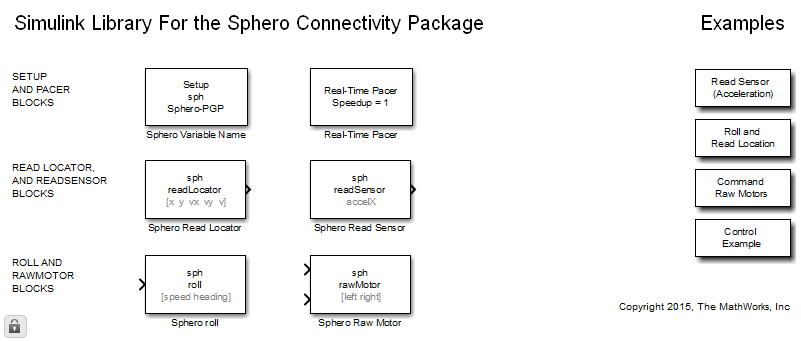 Simulink Library For the Sphero Connectivity Package
Examples
SETUP
AND PACER
BLOCKS
Setup
sph
Sphero-PGP
Sphero Variable Name
Real-Time Pacer
Speedup = 1
Real-Time Pacer
Read Sensor
(Acceleration)
Roll and
Read Location
READ LOCATOR,
AND READSENSOR
BLOCKS
sph
readLocator
[x y vx vy v]
Sphero Read Locator
sph
readSensor
accelX
Sphero Read Sensor
Command
Raw Motors
Control
Example
ROLL AND
RAWMOTOR
BLOCKS
sph
roll
[speed heading]
Sphero roll
sph
rawMotor
[left right]
Sphero Raw Motor
Copyright 2015, The MathWorks, Inc